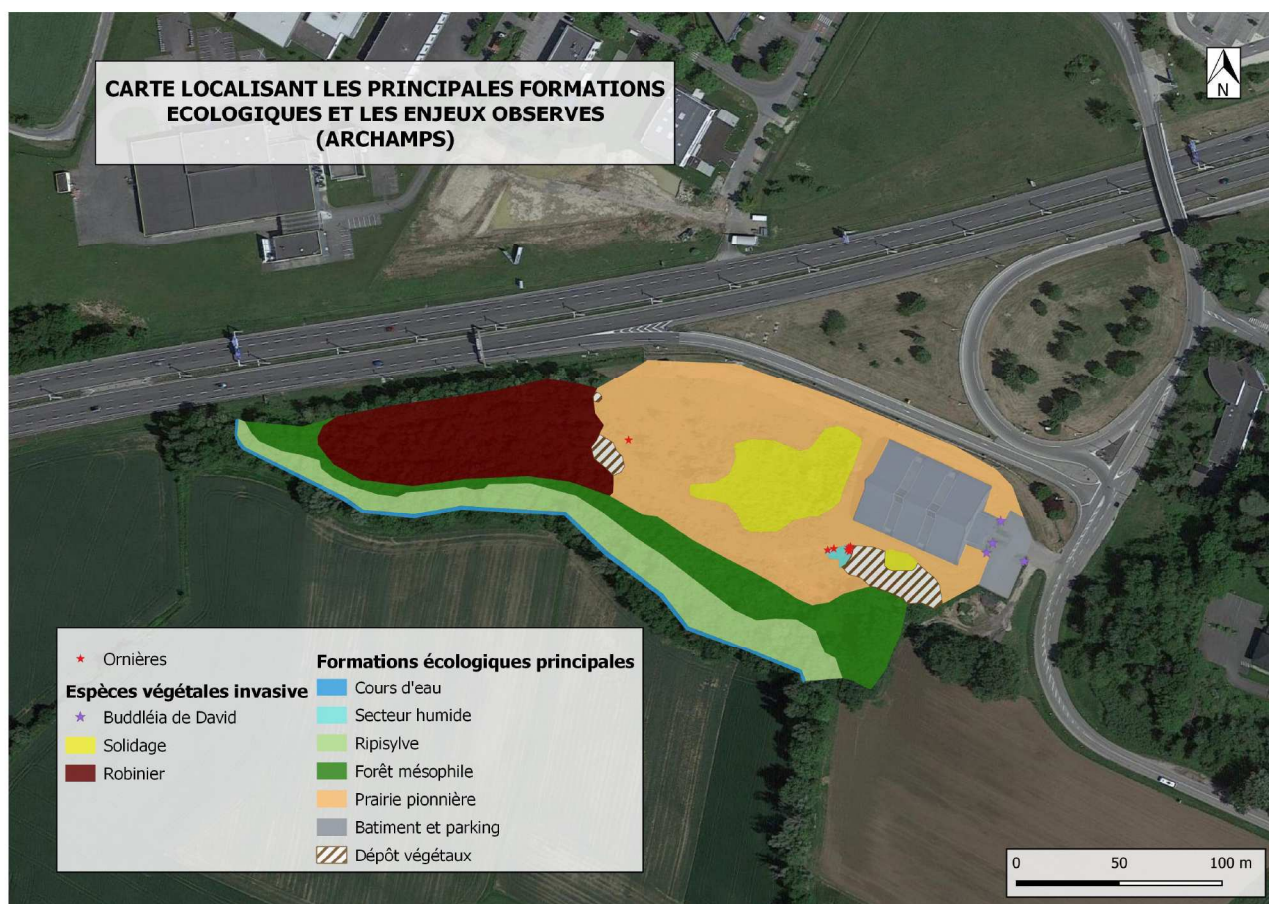 CARTE LOCALISANT LES PRINCIPALES FORMATIONS
ECOLOGIQUES ET LES ENJEUX OBSERVES
(ARCHAMPS)
N
Ornières
Espèces végétales invasive
Buddléia de David
Solidage
Robinier
Formations écologiques principales
Cours d'eau
Secteur humide
Ripisylve
Forêt mésophile
Prairie pionnière
Batiment et parking
Dépôt végétaux
0 50 100 m